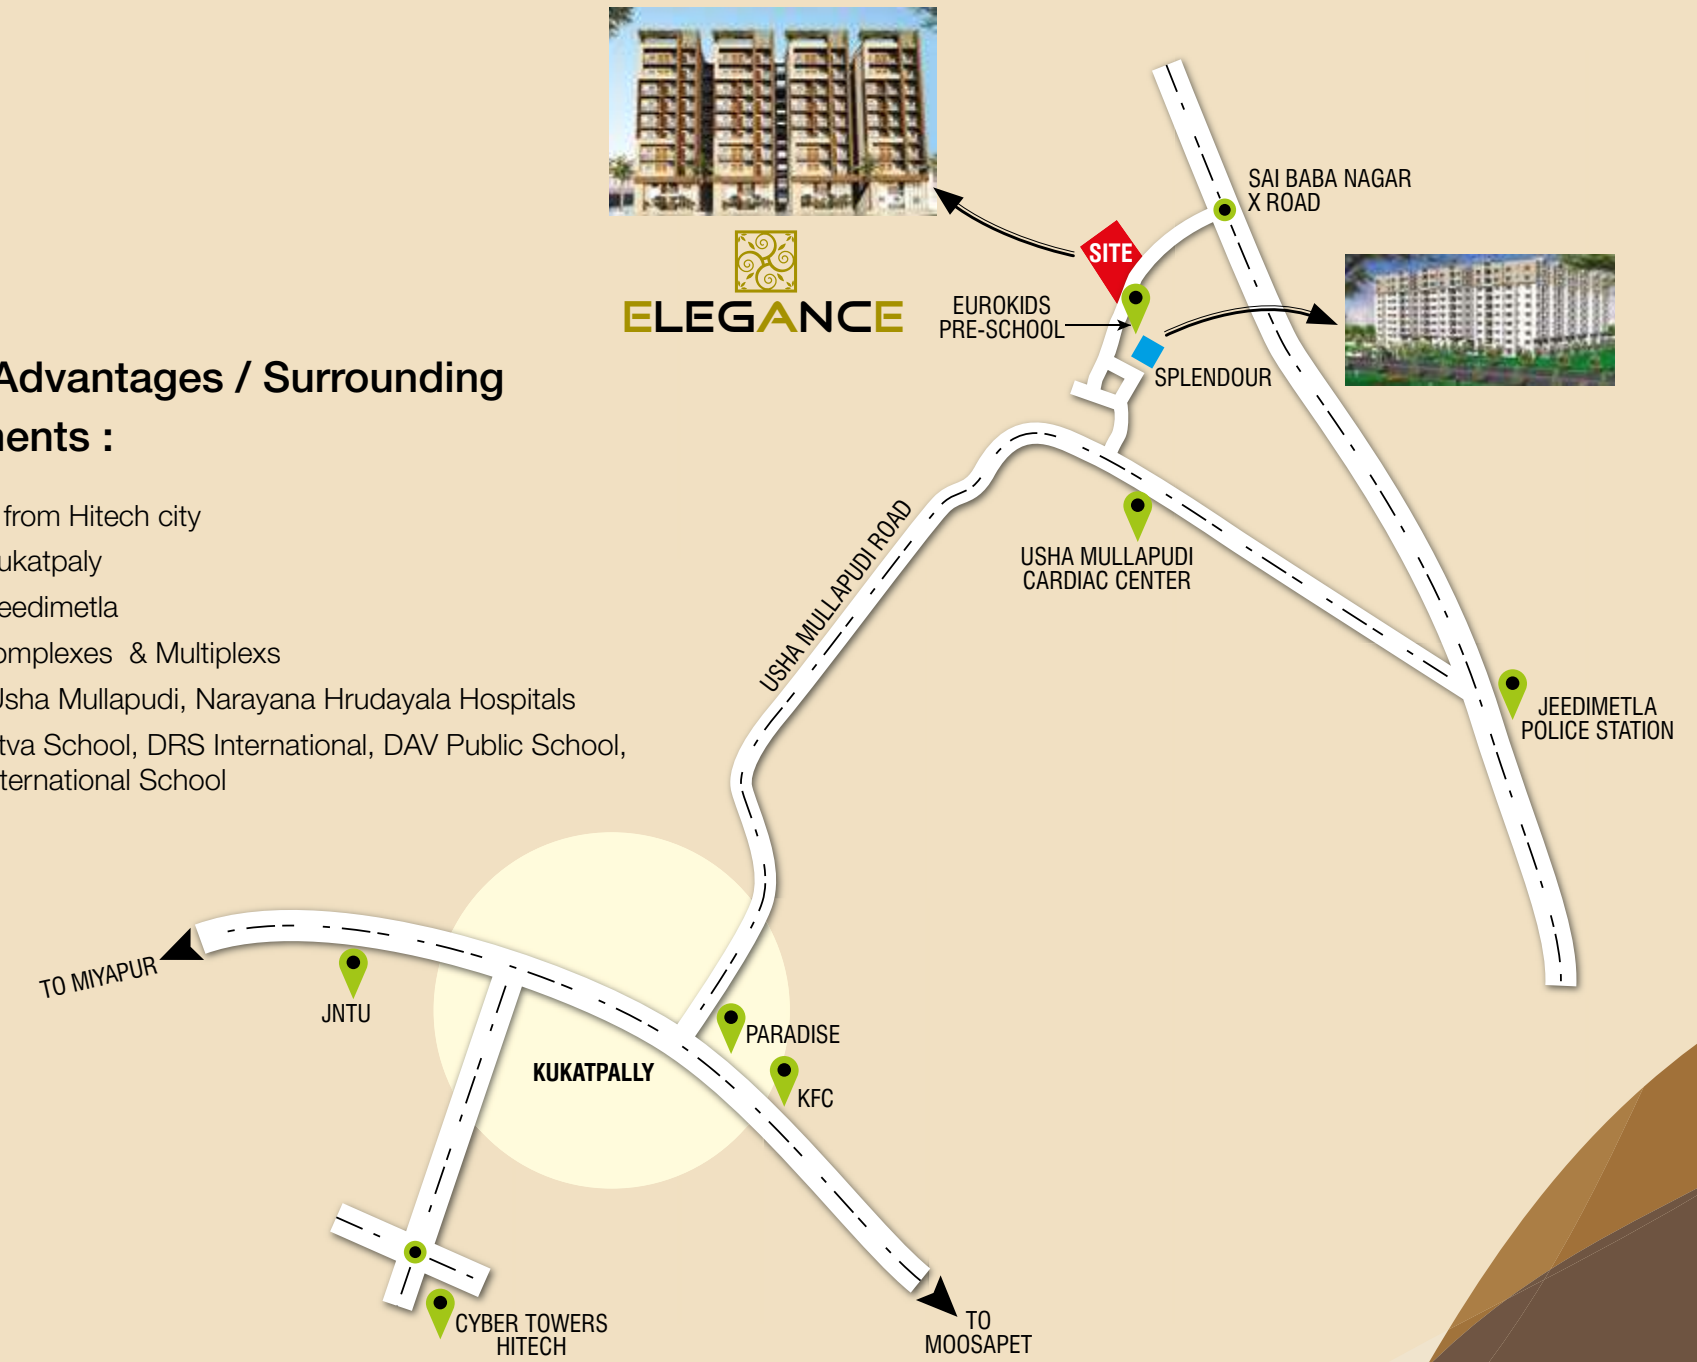 SAI BABA NAGAR
X ROAD
SITE
ELEGANCE
EUROKIDS
PRE-SCHOOL
SPLENDOUR
Advantages / Surrounding
ments :
from Hitech city
ukatpaly
eedimetla
omplexes & Multiplexs
Usha Mullapudi, Narayana Hrudayala Hospitals
tva School, DRS International, DAV Public School,
ternational School
USHA MULLAPUDI ROAD
USHA MULLAPUDI
CARDIAC CENTER
JEEDIMETLA
POLICE STATION
TO MIYAPUR
JNTU
PARADISE
KUKATPALLY
KFC
CYBER TOWERS
HITECH
TO
MOOSAPET